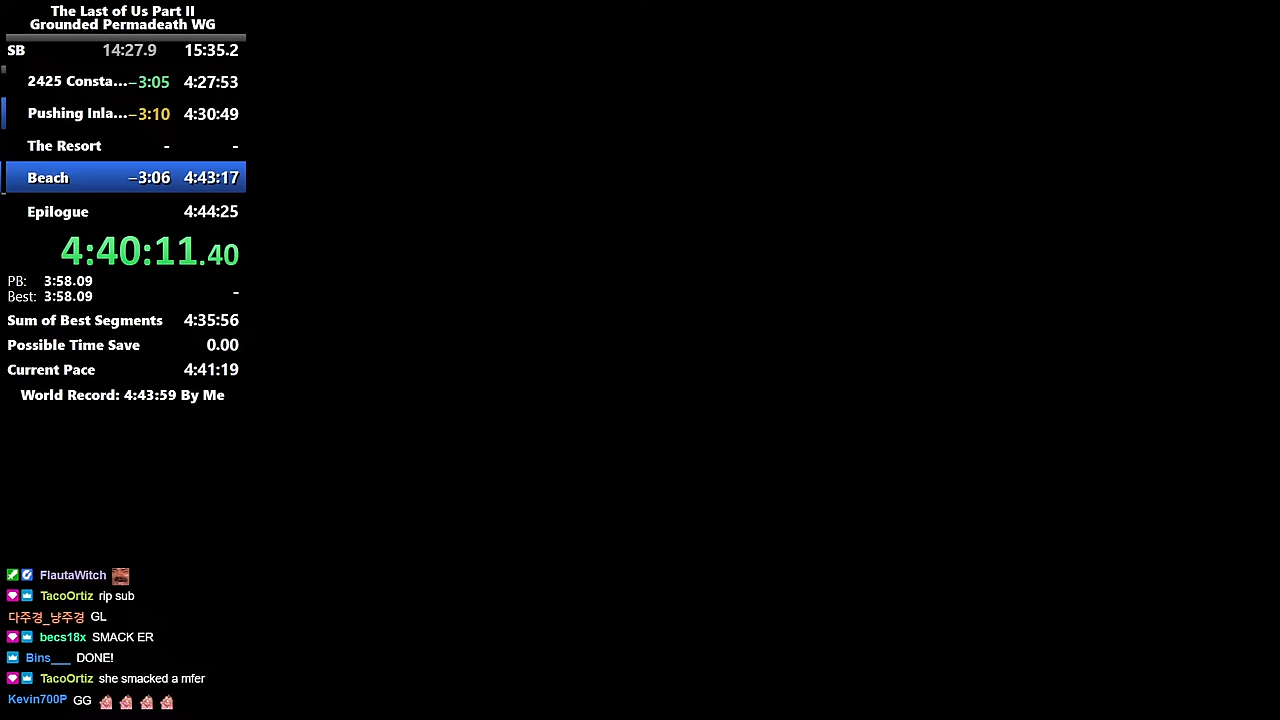 The Last of Us Part II
Grounded Permadeath WG
SB 14:27.9 15:35.2
2425 Consta... −3:05 4:27:53
Pushing Inla... −3:10 4:30:49
The Resort - -
Beach −3:06 4:43:17
Epilogue 4:44:25
4:40:11.40
PB: 3:58.09
Best: 3:58.09 -
Sum of Best Segments 4:35:56
Possible Time Save 0.00
Current Pace 4:41:19
World Record: 4:43:59 By Me
FlautaWitch
TacoOrtiz rip sub
다주경_냥주경 GL
becs18x SMACK ER
Bins___ DONE!
TacoOrtiz she smacked a mfer
Kevin700P GG